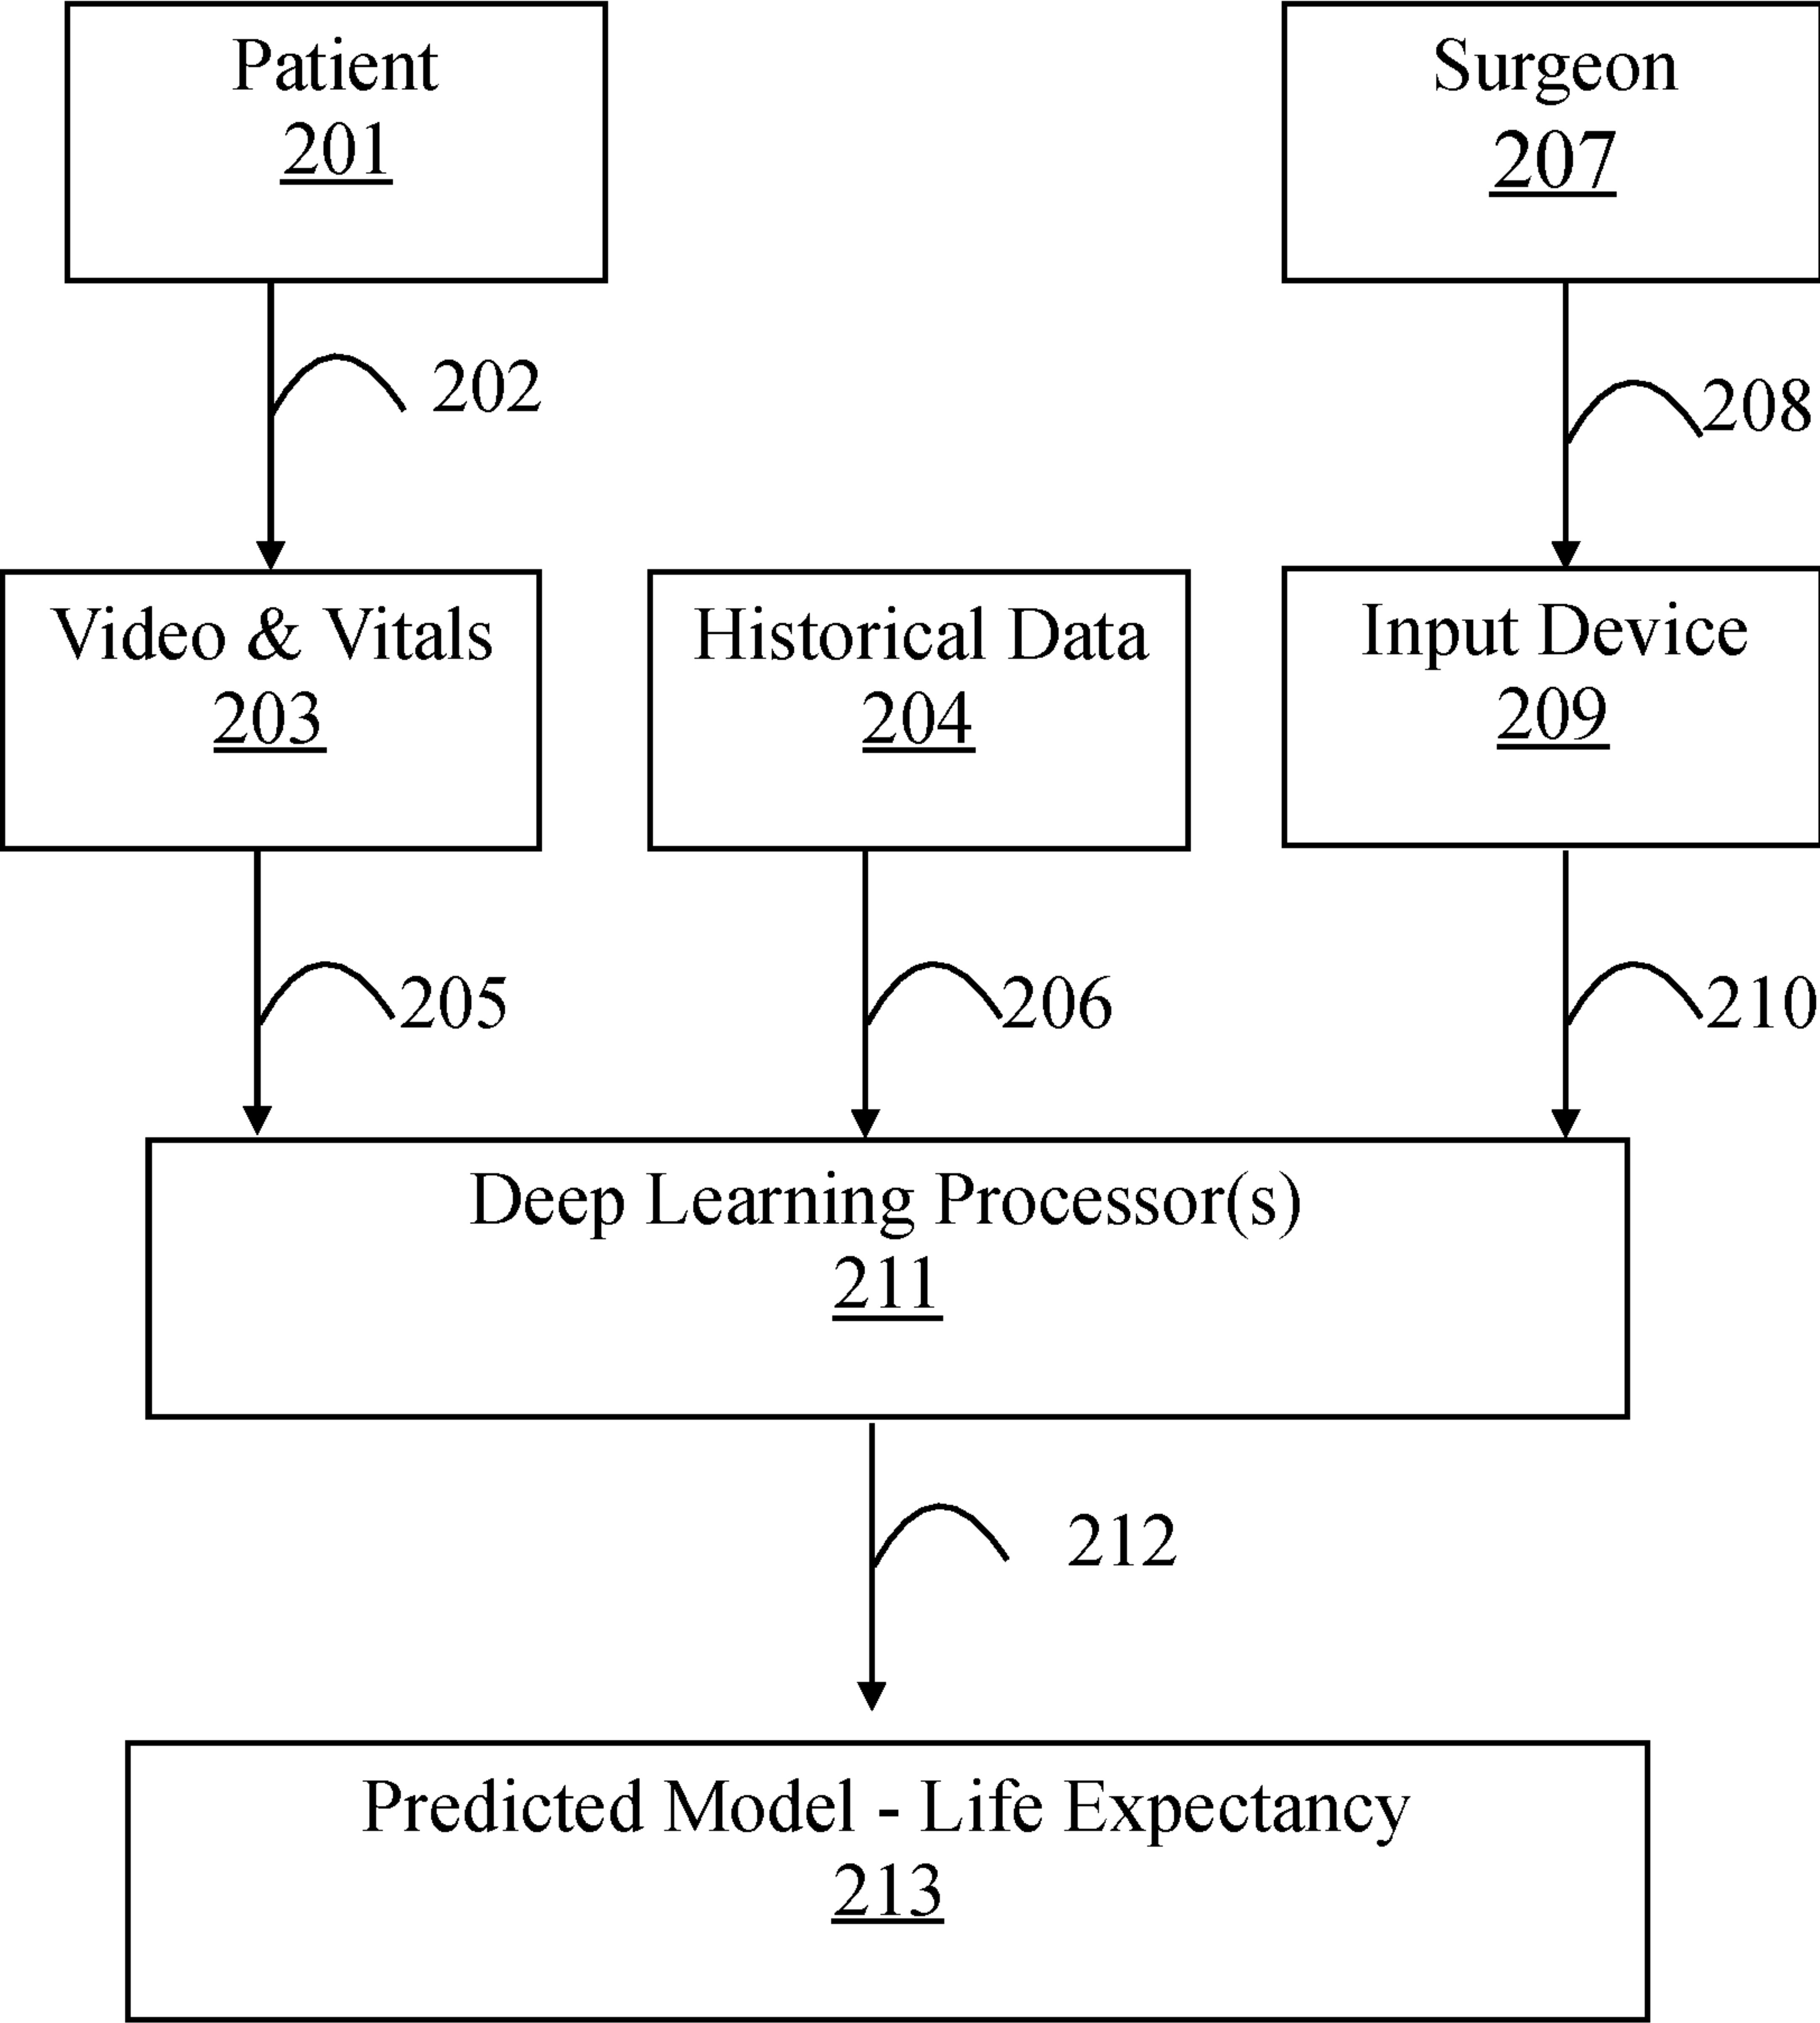 Patient
201
Surgeon
207
202
208
Video & Vitals
203
Historical Data
204
Input Device
209
205
206
210
Deep Learning Processor(s)
211
212
Predicted Model - Life Expectancy
213